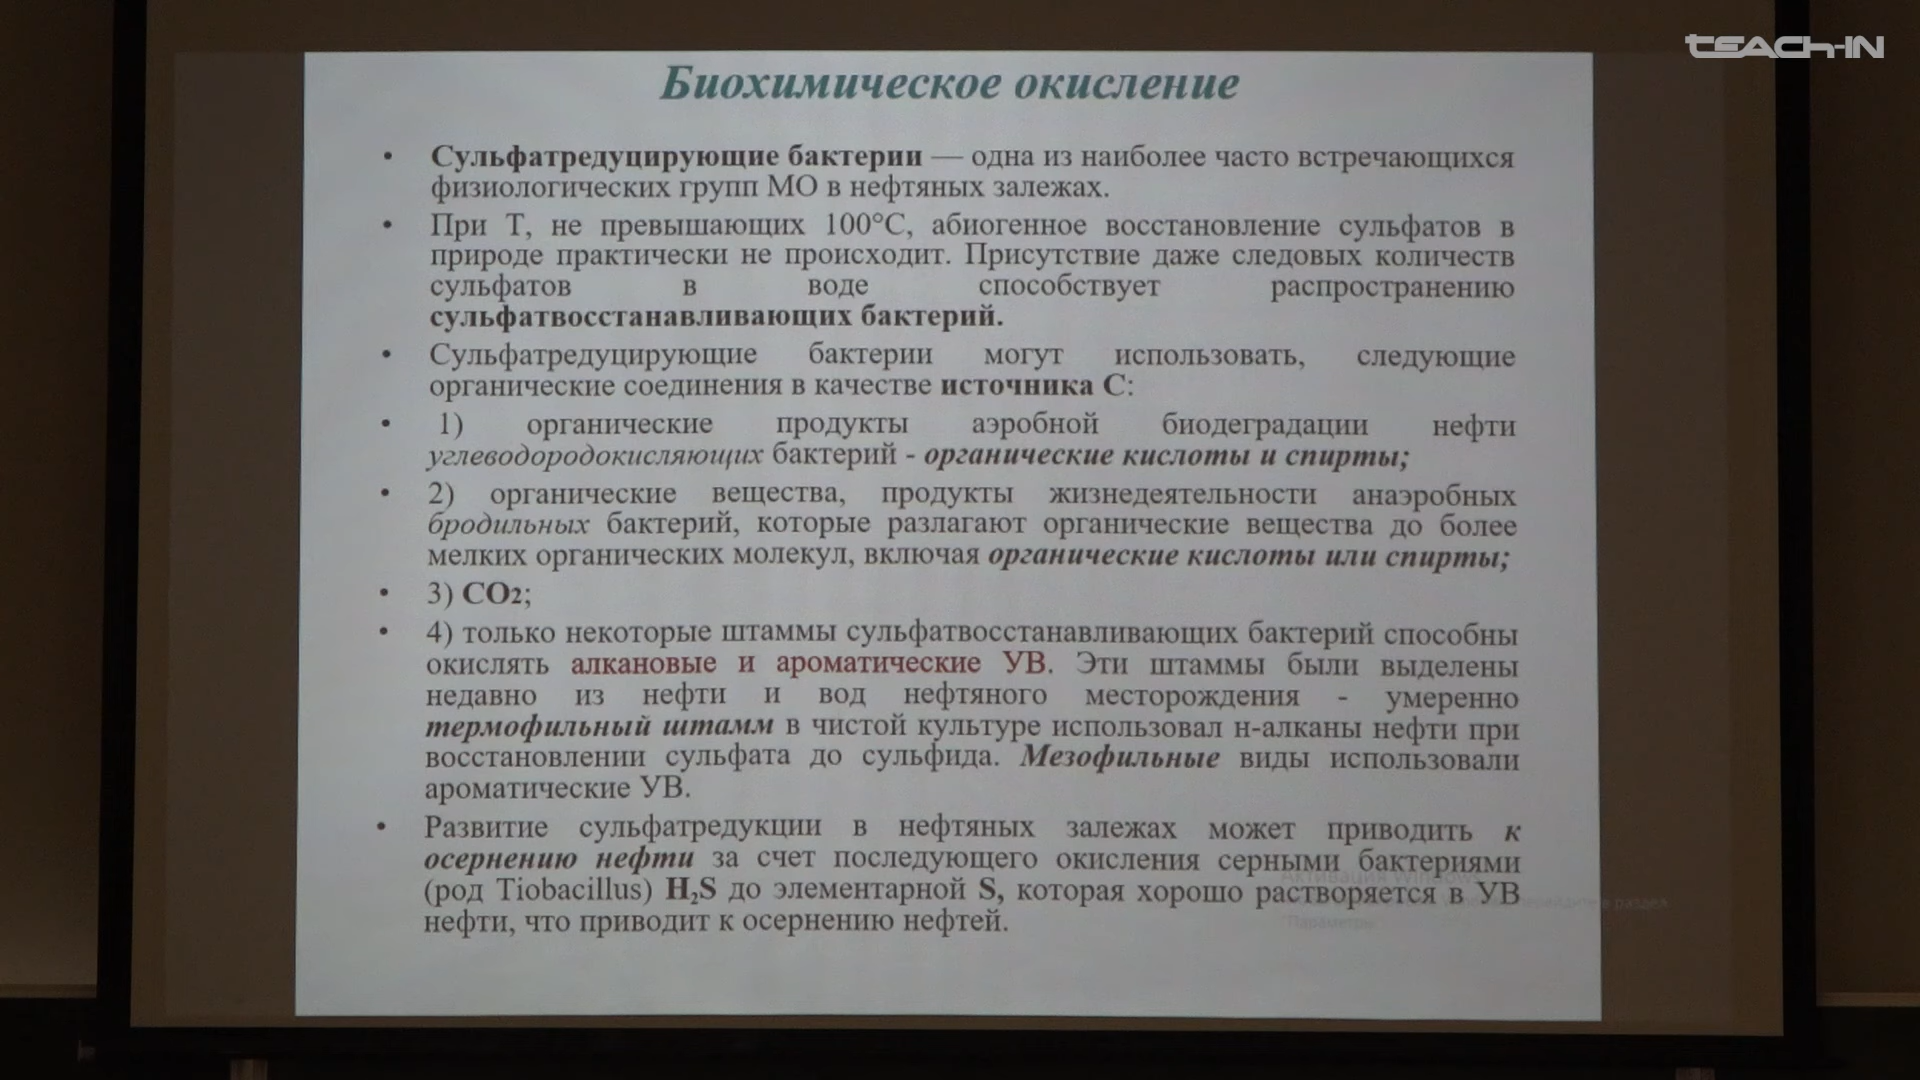 TEACH-IN
Биохимическое окисление
• Сульфатредуцирующие бактерии — одна из наиболее часто встречающихся
физиологических групп МО в нефтяных залежах.
• При Т, не превышающих 100°С, абиогенное восстановление сульфатов в
природе практически не происходит. Присутствие даже следовых количеств
сульфатов в воде способствует распространению
сульфатвосстанавливающих бактерий.
• Сульфатредуцирующие бактерии могут использовать, следующие
органические соединения в качестве источника С:
• 1) органические продукты аэробной биодеградации нефти
углеводородокисляющих бактерий - органические кислоты и спирты;
• 2) органические вещества, продукты жизнедеятельности анаэробных
бродильных бактерий, которые разлагают органические вещества до более
мелких органических молекул, включая органические кислоты или спирты;
• 3) СО2;
• 4) только некоторые штаммы сульфатвосстанавливающих бактерий способны
окислять алкановые и ароматические УВ. Эти штаммы были выделены
недавно из нефти и вод нефтяного месторождения - умеренно
термофильный штамм в чистой культуре использовал н-алканы нефти при
восстановлении сульфата до сульфида. Мезофильные виды использовали
ароматические УВ.
• Развитие сульфатредукции в нефтяных залежах может приводить к
осернению нефти за счет последующего окисления серными бактериями
(род Tiobacillus) H₂S до элементарной S, которая хорошо растворяется в УВ
нефти, что приводит к осернению нефтей.
Активация Windows
перейдите в раздел
"Параметры"